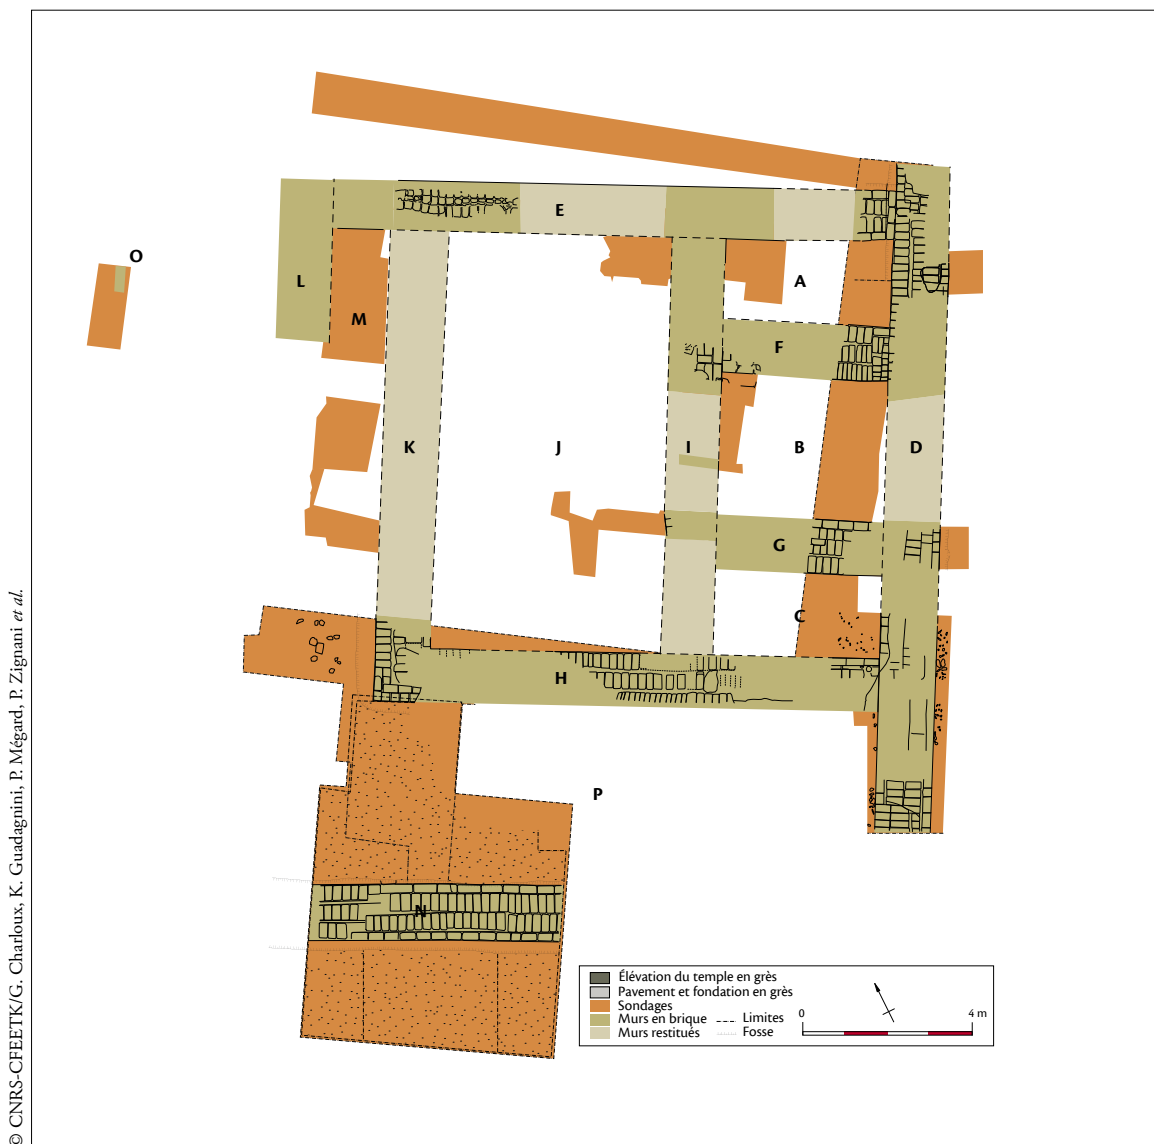 O
E
A
L
M
F
K
J
I
B
D
G
C
H
P
N
Élévation du temple en grès
Pavement et fondation en grès
Sondages
Murs en brique
Limites
Murs restitués
Fosse
0
4 m
© CNRS-CFEETK/G. Charloux, K. Guadagnini, P. Mégard, P. Zignani et al.